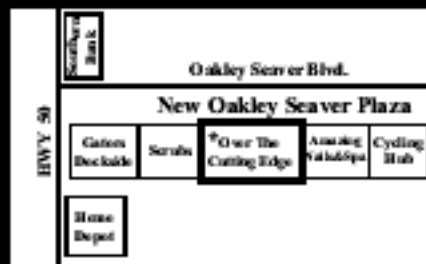 Southern
Bank
Oakley Seaver Blvd.
HWY 50
New Oakley Seaver Plaza
Gators
Dockside
Scrubs
*Over The
Cutting Edge
Amazing
Nails&Spa
Cycling
Hub
Home
Depot